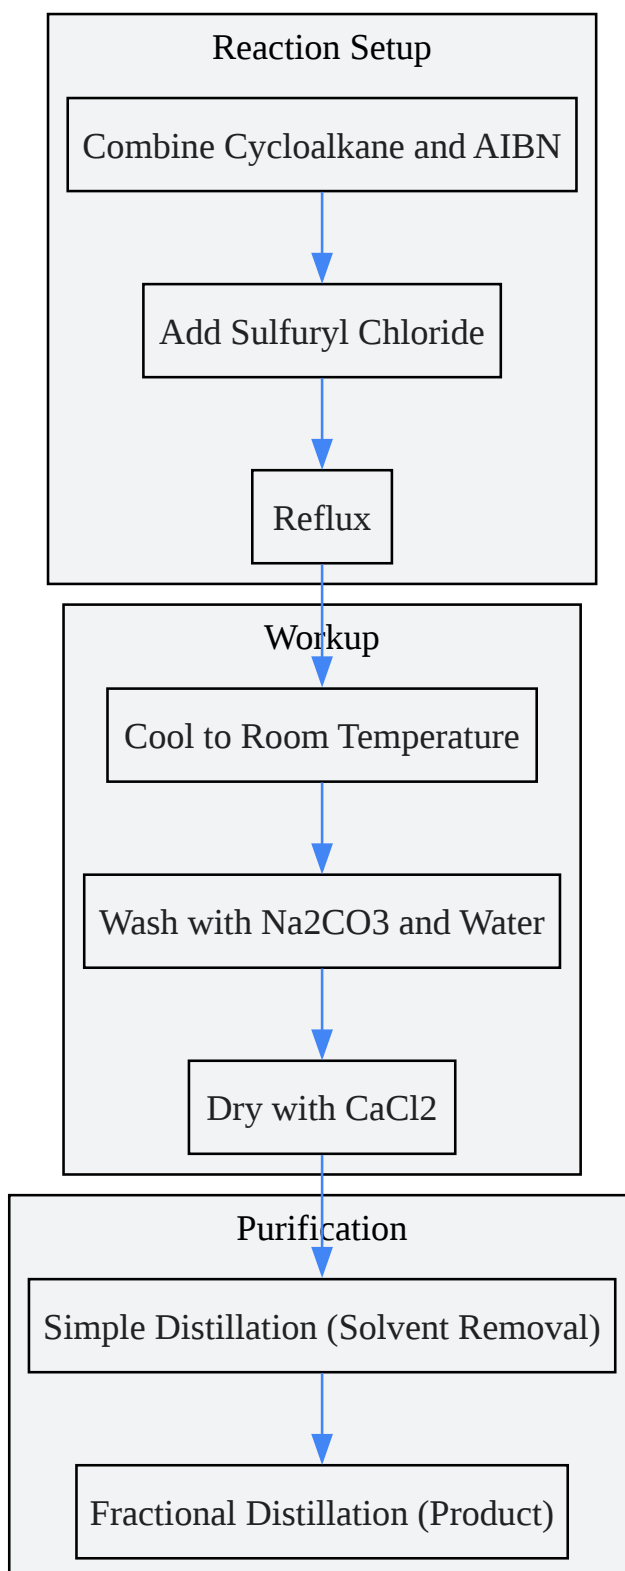 Reaction Setup
Combine Cycloalkane and AIBN
Add Sulfuryl Chloride
Reflux
Workup
Cool to Room Temperature
Wash with Na2CO3 and Water
Dry with CaCl2
Purification
Simple Distillation (Solvent Removal)
Fractional Distillation (Product)